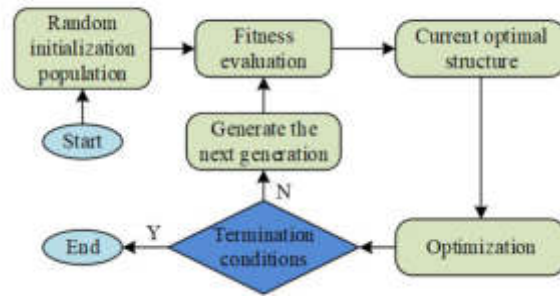 Random
initialization
population
Fitness
evaluation
Current optimal
structure
Start
Generate the
next generation
N
Y
End
Termination
conditions
Optimization